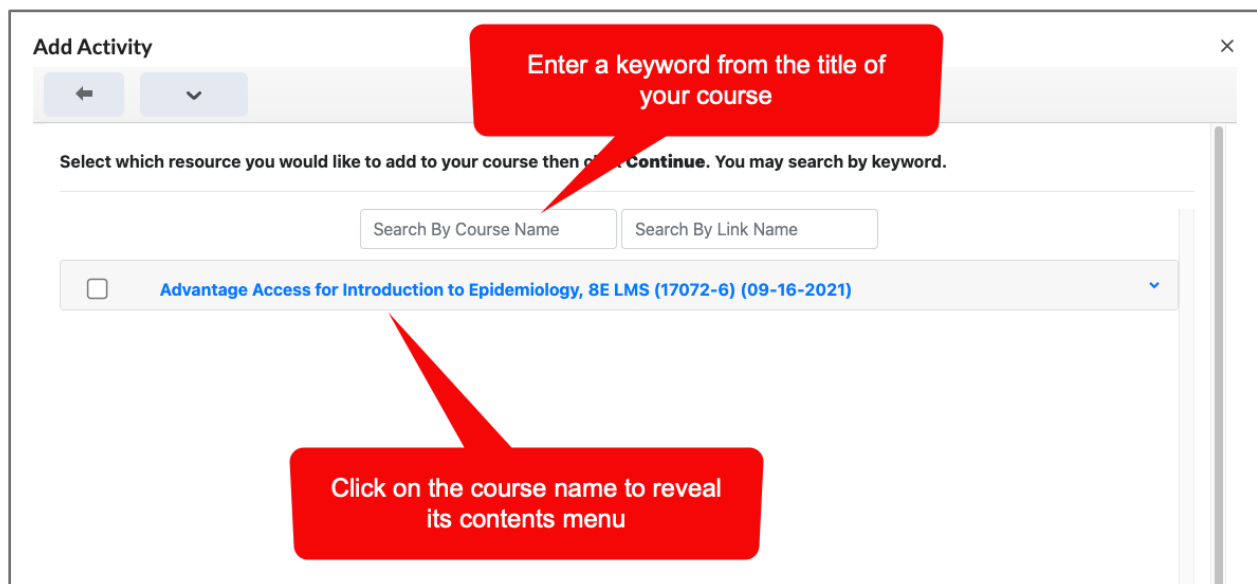 Add Activity
Enter a keyword from the title of
your course
Select which resource you would like to add to your course then Continue. You may search by keyword.
Search By Course Name
Search By Link Name
Advantage Access for Introduction to Epidemiology, 8E LMS (17072-6) (09-16-2021)
Click on the course name to reveal
its contents menu